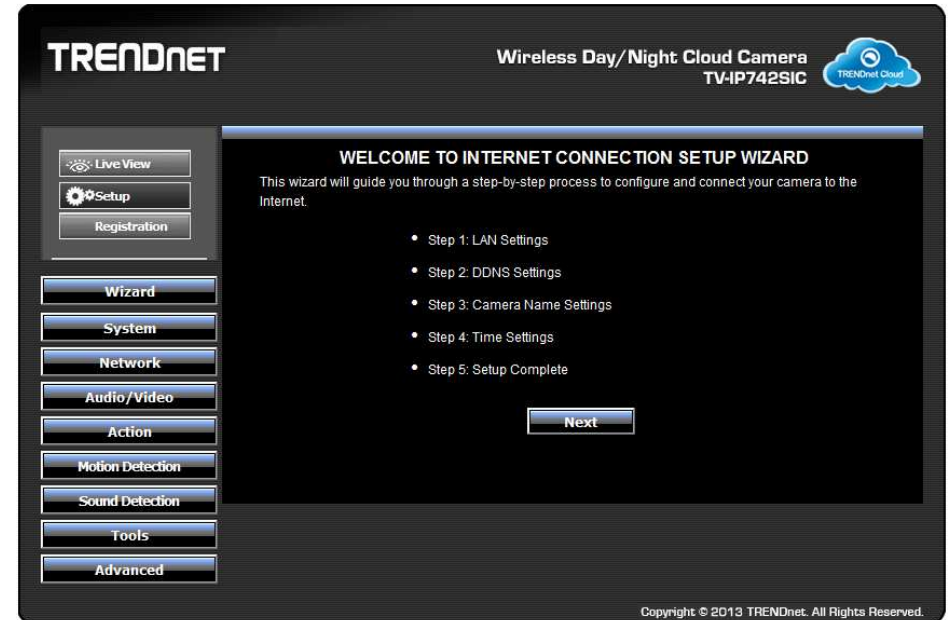 TRENDnet
Wireless Day/Night Cloud Camera
TV-IP742SIC
TRENDnet Cloud
Live View
Setup
Registration
Wizard
System
Network
Audio/Video
Action
Motion Detection
Sound Detection
Tools
Advanced
WELCOME TO INTERNET CONNECTION SETUP WIZARD
This wizard will guide you through a step-by-step process to configure and connect your camera to the
Internet.
• Step 1: LAN Settings
• Step 2: DDNS Settings
• Step 3: Camera Name Settings
• Step 4: Time Settings
• Step 5: Setup Complete
Next
Copyright © 2013 TRENDnet. All Rights Reserved.